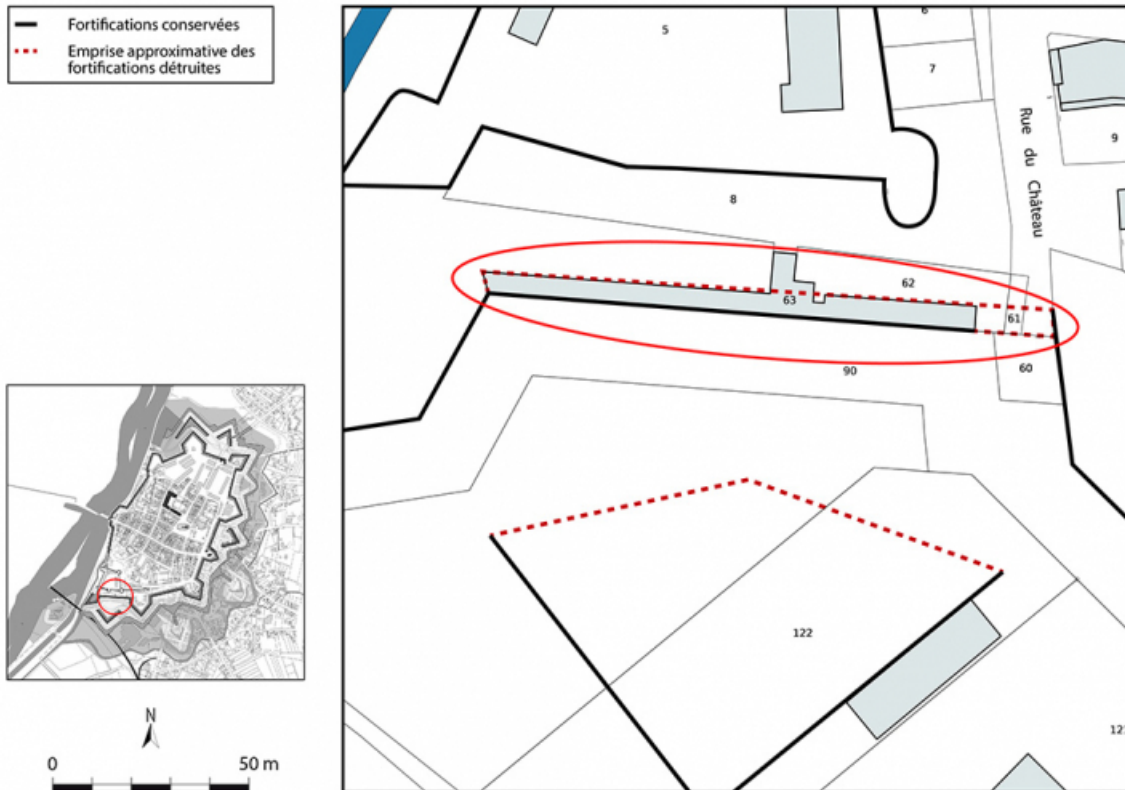 Fortifications conservées
Emprise approximative des
fortifications détruites
5
6
7
Rue du Château
9
8
62
63
61
90
60
122
N
0
50 m